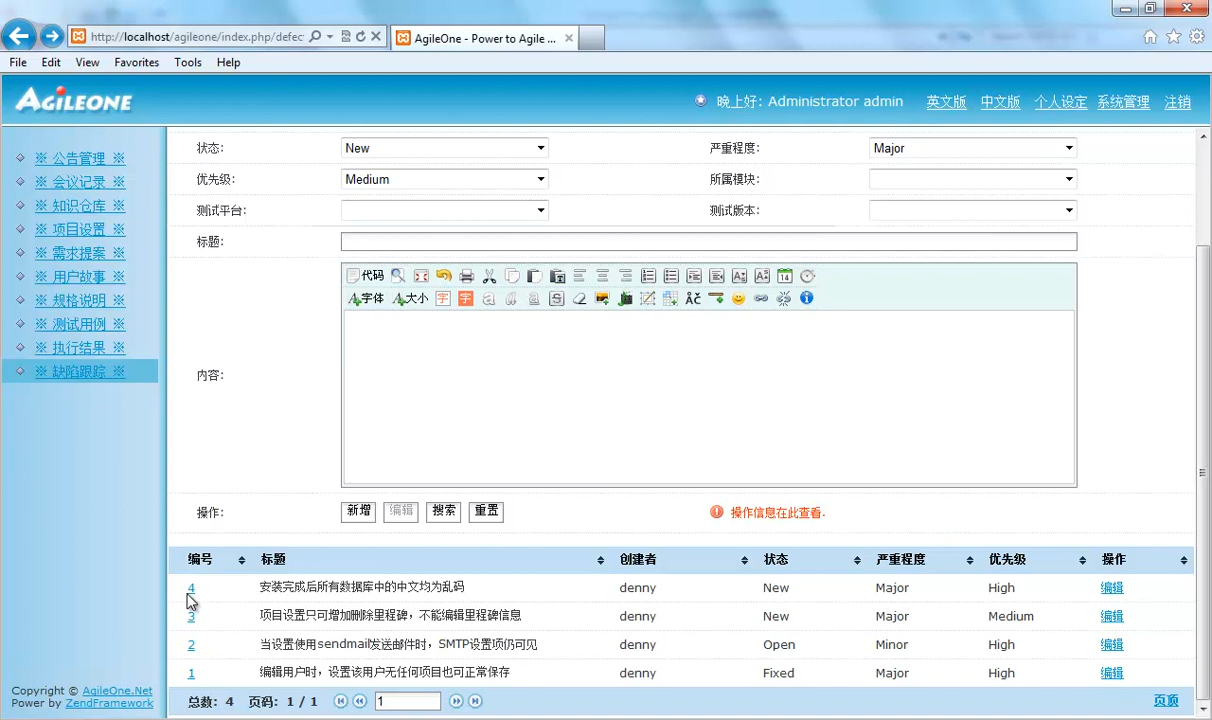 http://localhost/agileone/index.php/defec
AgileOne - Power to Agile ...
File Edit View Favorites Tools Help
AGILEONE
晚上好: Administrator admin 英文版 中文版 个人设定 系统管理 注销
※ 公告管理 ※
※ 会议记录 ※
※ 知识仓库 ※
※ 项目设置 ※
※ 需求提案 ※
※ 用户故事 ※
※ 规格说明 ※
※ 测试用例 ※
※ 执行结果 ※
※ 缺陷跟踪 ※
状态: New 严重程度: Major
优先级: Medium 所属模块:
测试平台: 测试版本:
标题:
代码 14
字体 大小 字 字
内容:
操作: 新增 编辑 搜索 重置 操作信息在此查看.
编号 标题 创建者 状态 严重程度 优先级 操作
4 安装完成后所有数据库中的中文均为乱码 denny New Major High 编辑
3 项目设置只可增加删除里程碑，不能编辑里程碑信息 denny New Major Medium 编辑
2 当设置使用sendmail发送邮件时，SMTP设置项仍可见 denny Open Minor High 编辑
1 编辑用户时，设置该用户无任何项目也可正常保存 denny Fixed Major High 编辑
总数: 4 页码: 1 / 1 1 页顶
Copyright © AgileOne.Net
Power by ZendFramework